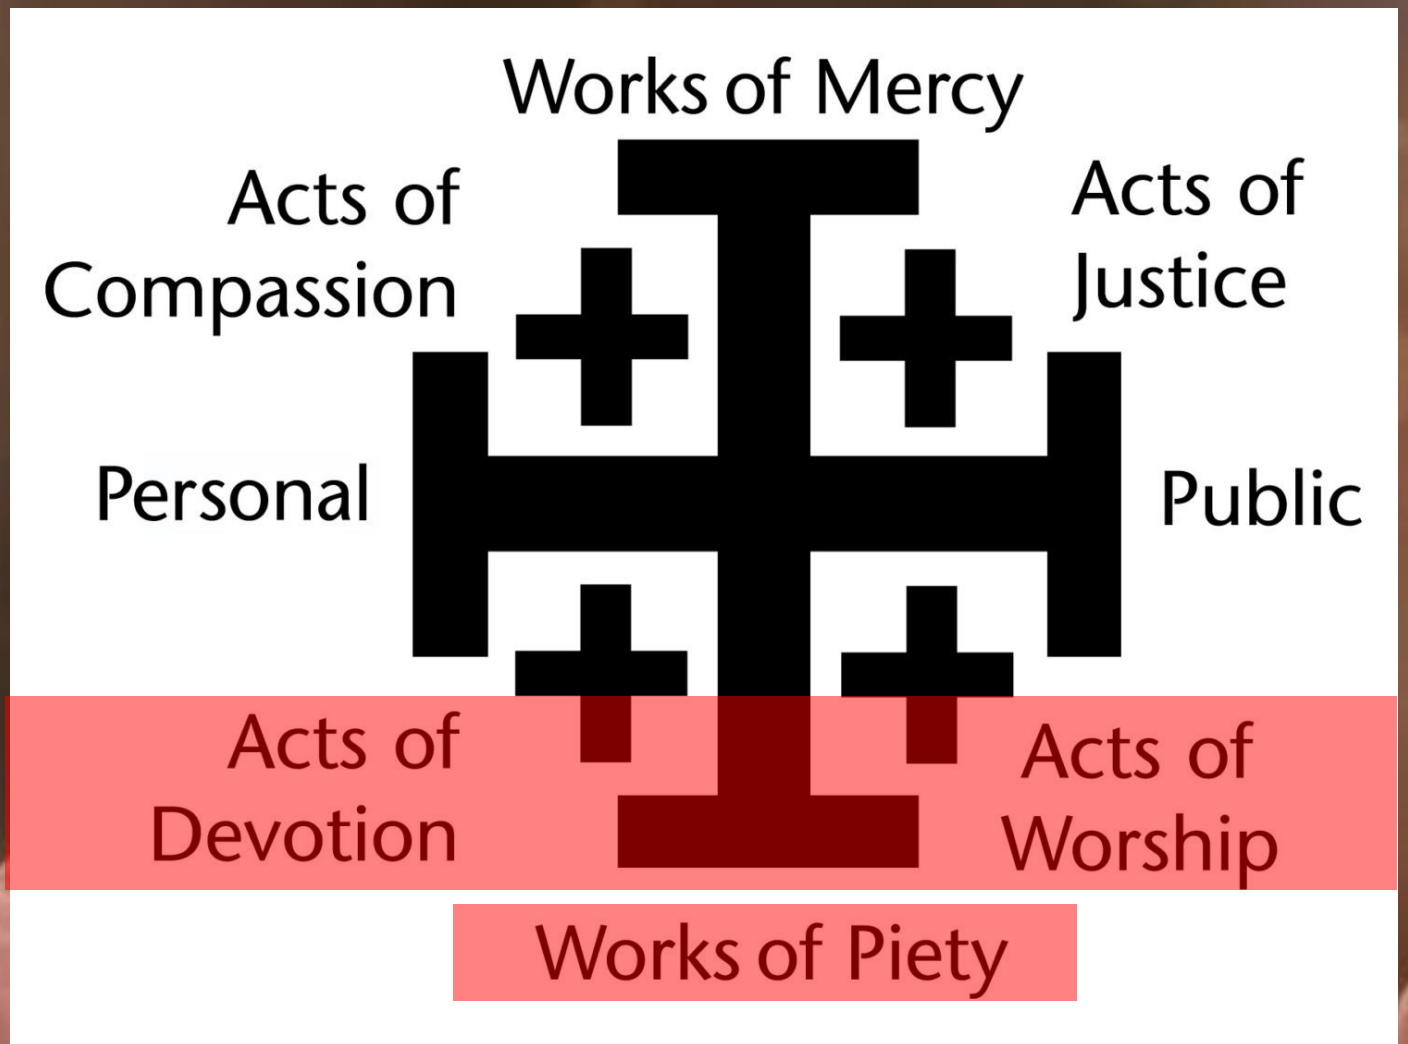 Works of Mercy
Acts of
Compassion
Acts of
Justice
Personal
Public
Acts of
Devotion
Acts of
Worship
Works of Piety